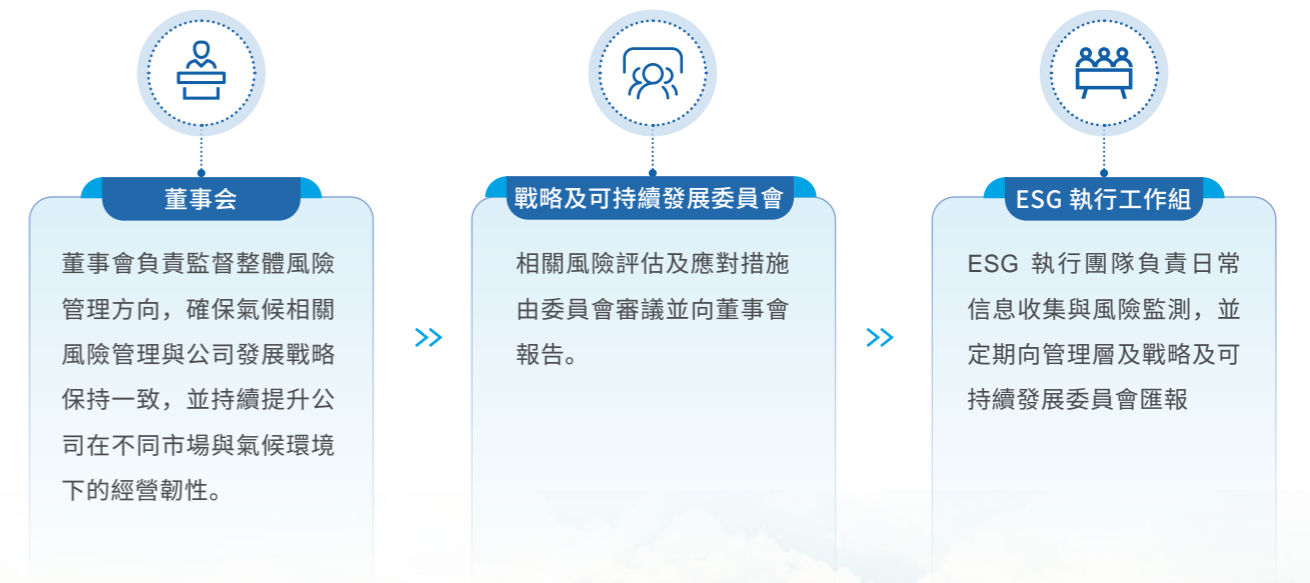 董事会
董事會負責監督整體風險
管理方向，確保氣候相關
風險管理與公司發展戰略
保持一致，並持續提升公
司在不同市場與氣候環境
下的經營韌性。
戰略及可持續發展委員會
相關風險評估及應對措施
由委員會審議並向董事會
報告。
ESG 執行工作組
ESG 執行團隊負責日常
信息收集與風險監測，並
定期向管理層及戰略及可
持續發展委員會匯報